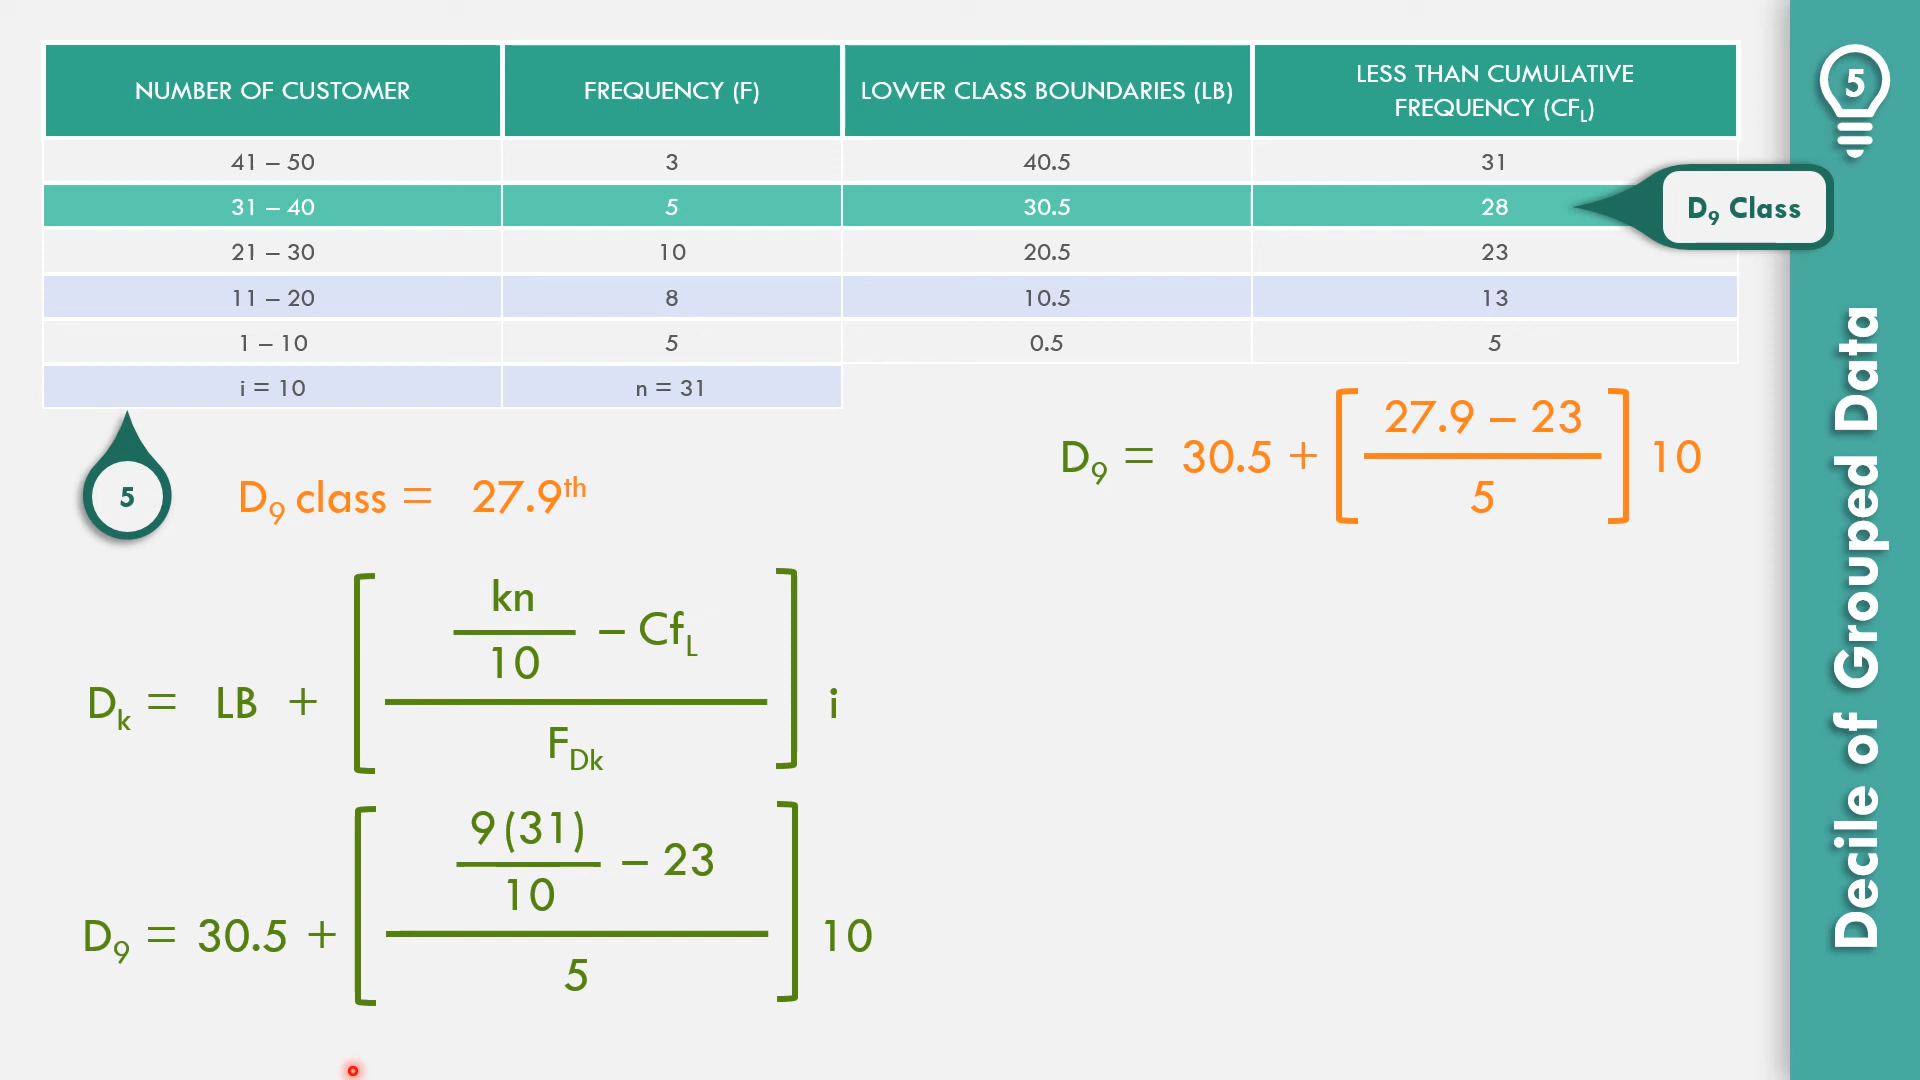 NUMBER OF CUSTOMER FREQUENCY (F) LOWER CLASS BOUNDARIES (LB) LESS THAN CUMULATIVE FREQUENCY (CFL)
41 – 50 3 40.5 31
31 – 40 5 30.5 28
21 – 30 10 20.5 23
11 – 20 8 10.5 13
1 – 10 5 0.5 5
i = 10 n = 31
5
D9 Class
5
D9 class = 27.9th
Dk = LB + [ kn
10 – CfL
FDk ] i
D9 = 30.5 + [ 9(31)
10 – 23
5 ] 10
D9 = 30.5 + [ 27.9 – 23
5 ] 10
Decile of Grouped Data